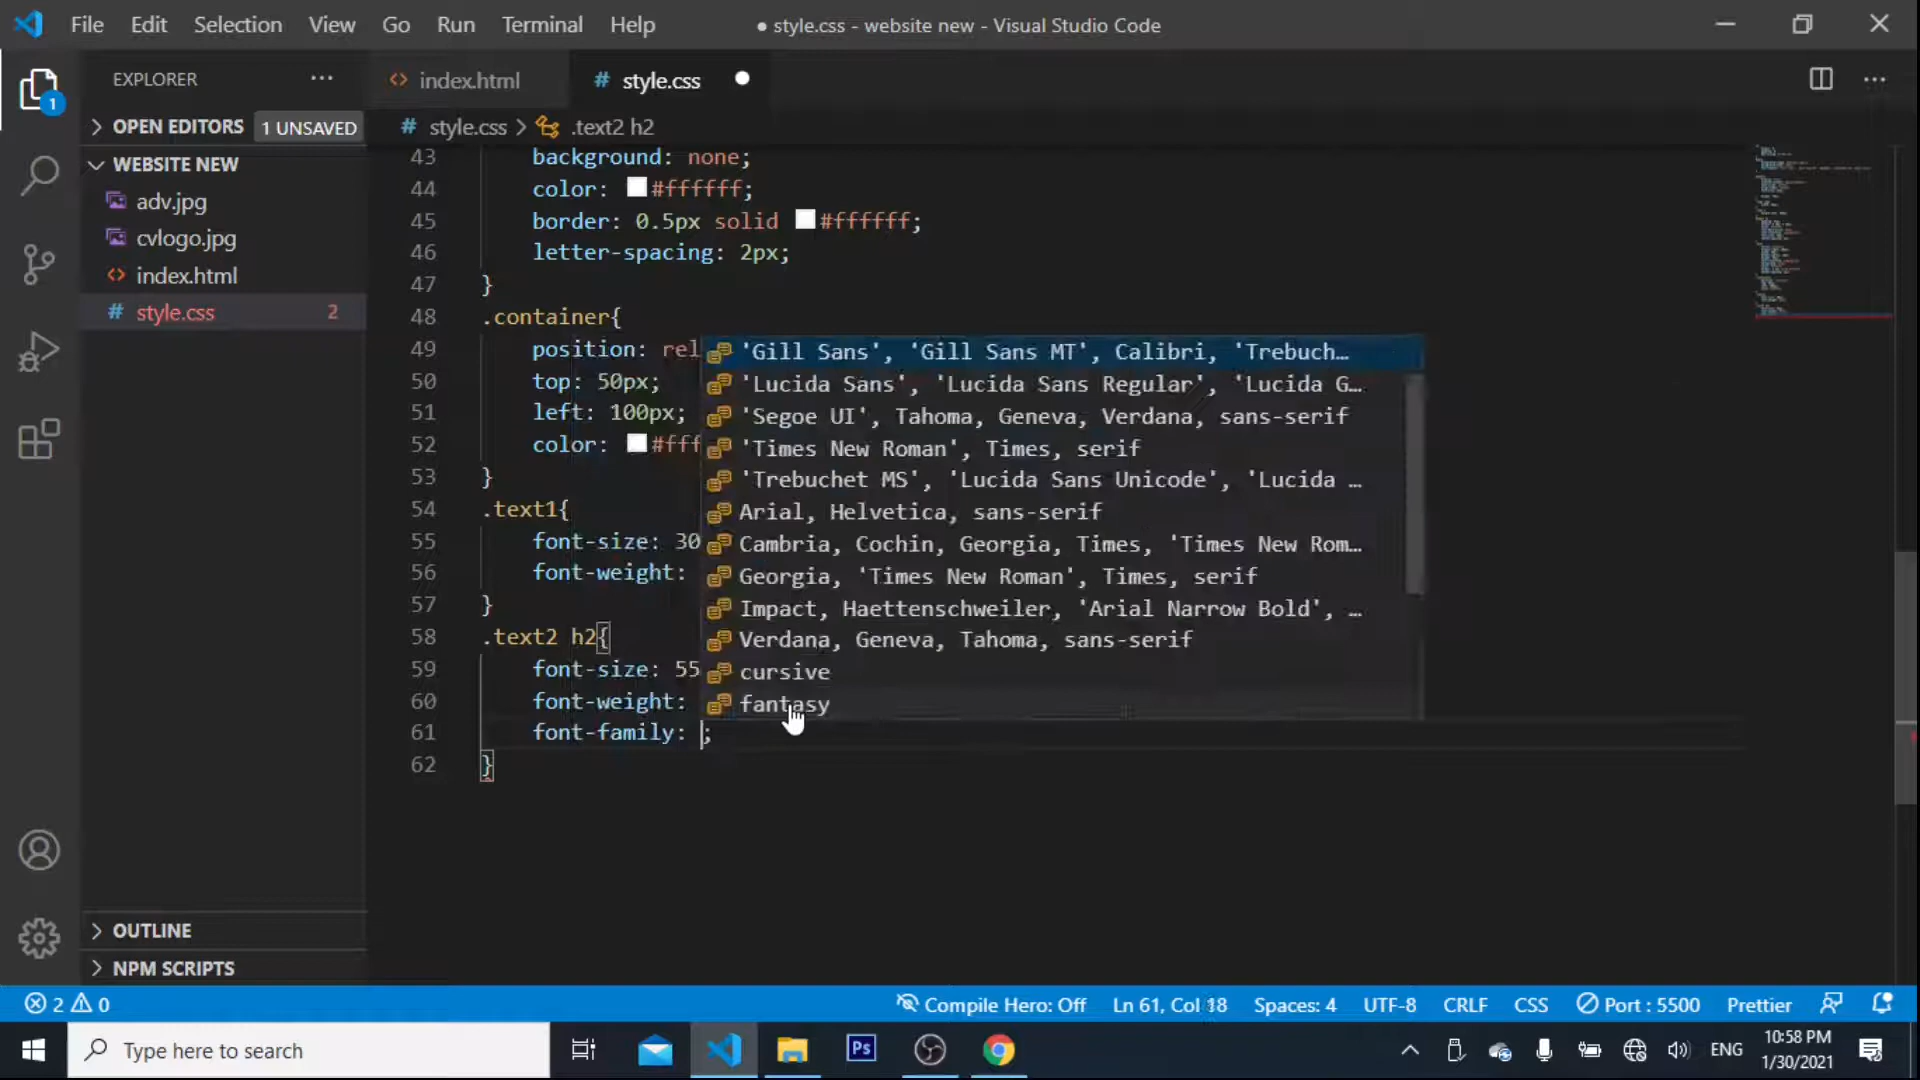 File Edit Selection View Go Run Terminal Help
● style.css - website new - Visual Studio Code
EXPLORER
index.html
# style.css
OPEN EDITORS 1 UNSAVED
# style.css > .text2 h2
WEBSITE NEW
adv.jpg
cvlogo.jpg
index.html
# style.css 2
1
43 background: none;
44 color: #ffffff;
45 border: 0.5px solid #ffffff;
46 letter-spacing: 2px;
47 }
48 .container{
49 position: rel
50 top: 50px;
51 left: 100px;
52 color: #fff
53 }
54 .text1{
55 font-size: 30
56 font-weight:
57 }
58 .text2 h2{
59 font-size: 55
60 font-weight:
61 font-family: ;
62 }
'Gill Sans', 'Gill Sans MT', Calibri, 'Trebuch…
'Lucida Sans', 'Lucida Sans Regular', 'Lucida G…
'Segoe UI', Tahoma, Geneva, Verdana, sans-serif
'Times New Roman', Times, serif
'Trebuchet MS', 'Lucida Sans Unicode', 'Lucida …
Arial, Helvetica, sans-serif
Cambria, Cochin, Georgia, Times, 'Times New Rom…
Georgia, 'Times New Roman', Times, serif
Impact, Haettenschweiler, 'Arial Narrow Bold', …
Verdana, Geneva, Tahoma, sans-serif
cursive
fantasy
OUTLINE
NPM SCRIPTS
2 0
Compile Hero: Off Ln 61, Col 18 Spaces: 4 UTF-8 CRLF CSS Port : 5500 Prettier
Type here to search
Ps
ENG
10:58 PM
1/30/2021